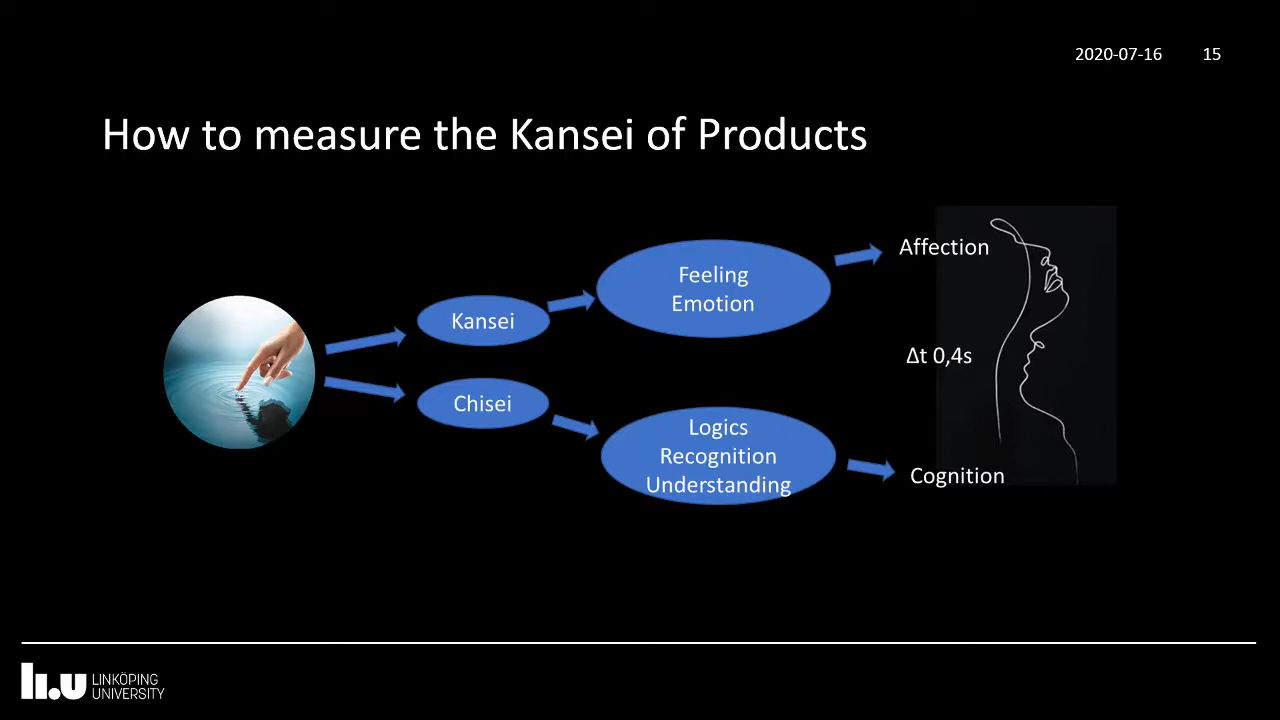 2020-07-16 15
How to measure the Kansei of Products
Kansei
Feeling
Emotion
Affection
Δt 0,4s
Chisei
Logics
Recognition
Understanding
Cognition
li.u LINKÖPING
UNIVERSITY